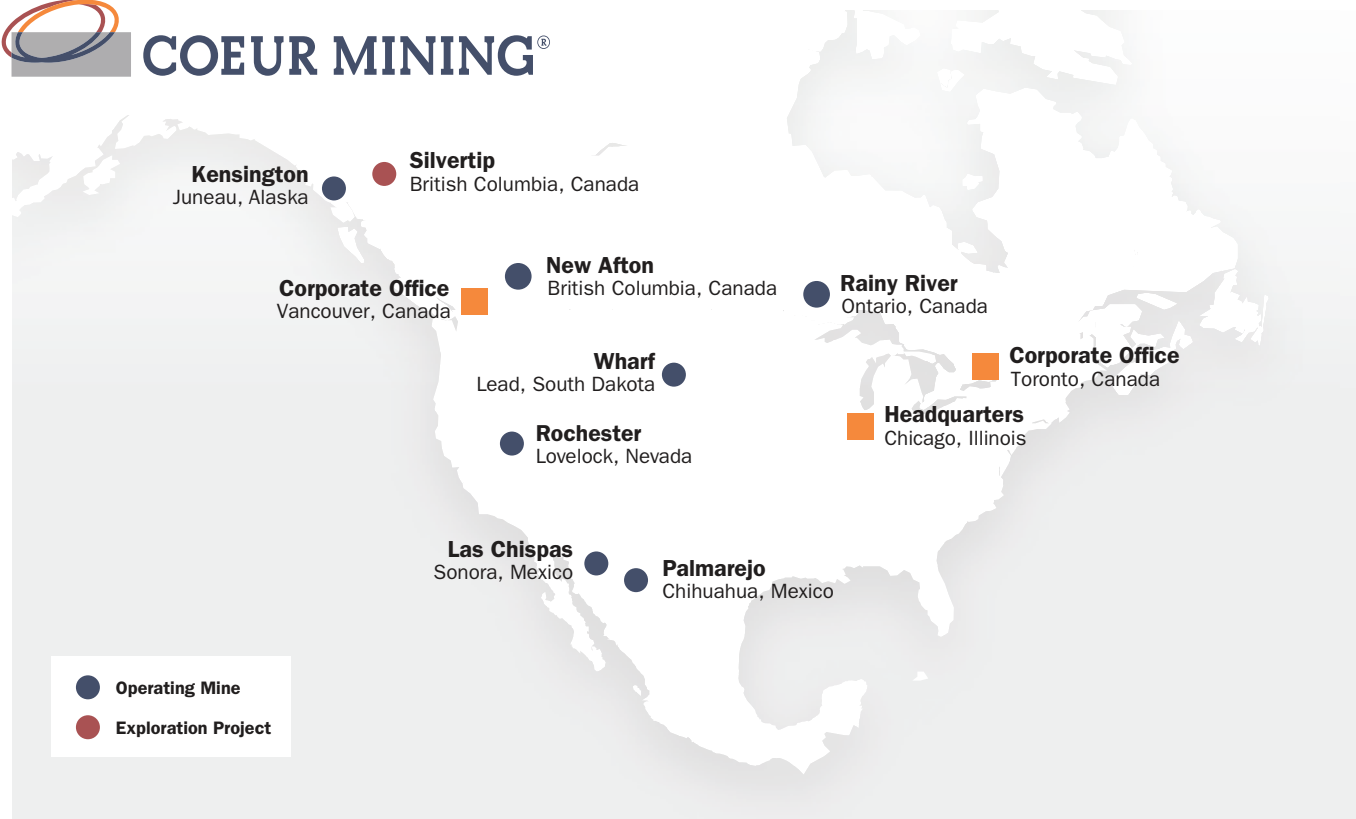 COEUR MINING®
Silvertip
British Columbia, Canada
Kensington
Juneau, Alaska
New Afton
British Columbia, Canada
Corporate Office
Vancouver, Canada
Rainy River
Ontario, Canada
Wharf
Lead, South Dakota
Corporate Office
Toronto, Canada
Headquarters
Chicago, Illinois
Rochester
Lovelock, Nevada
Las Chispas
Sonora, Mexico
Palmarejo
Chihuahua, Mexico
Operating Mine
Exploration Project